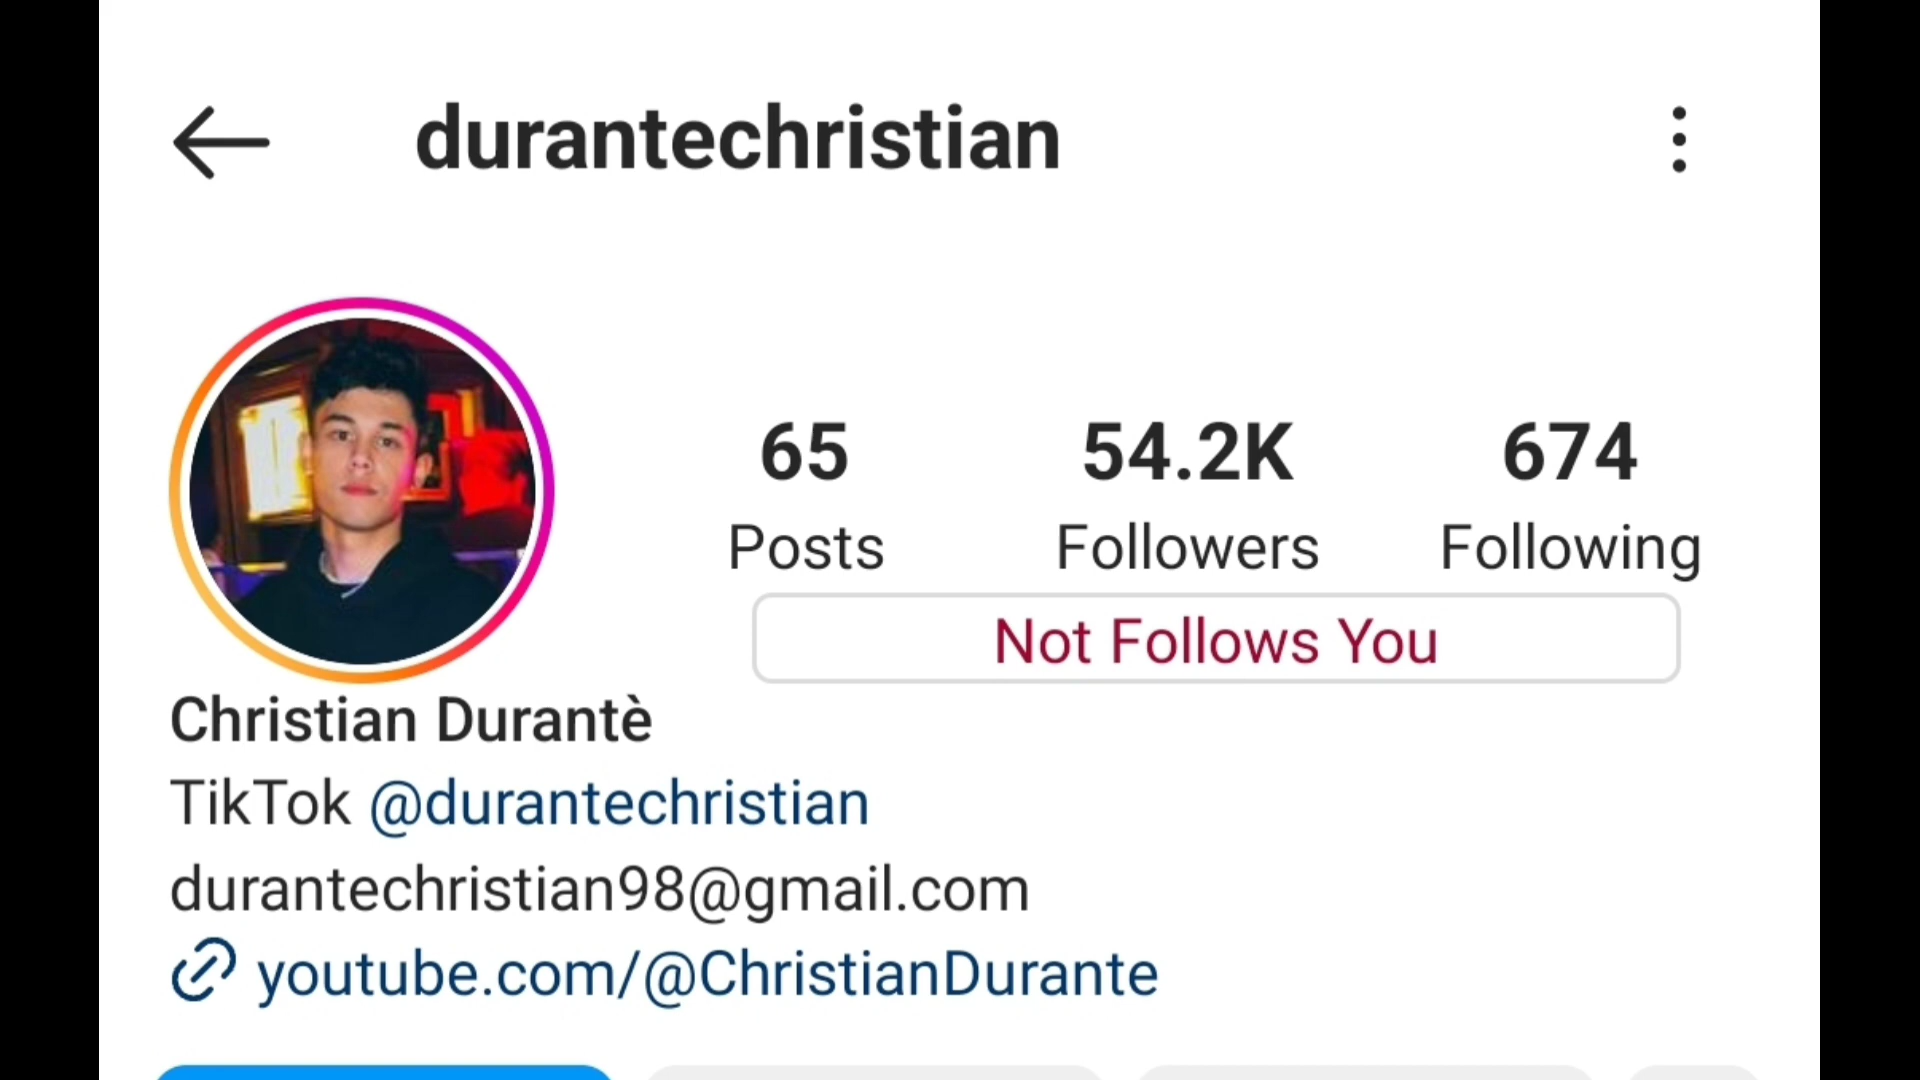 durantechristian
65 54.2K 674
Posts Followers Following
Not Follows You
Christian Durantè
TikTok @durantechristian
durantechristian98@gmail.com
youtube.com/@ChristianDurante